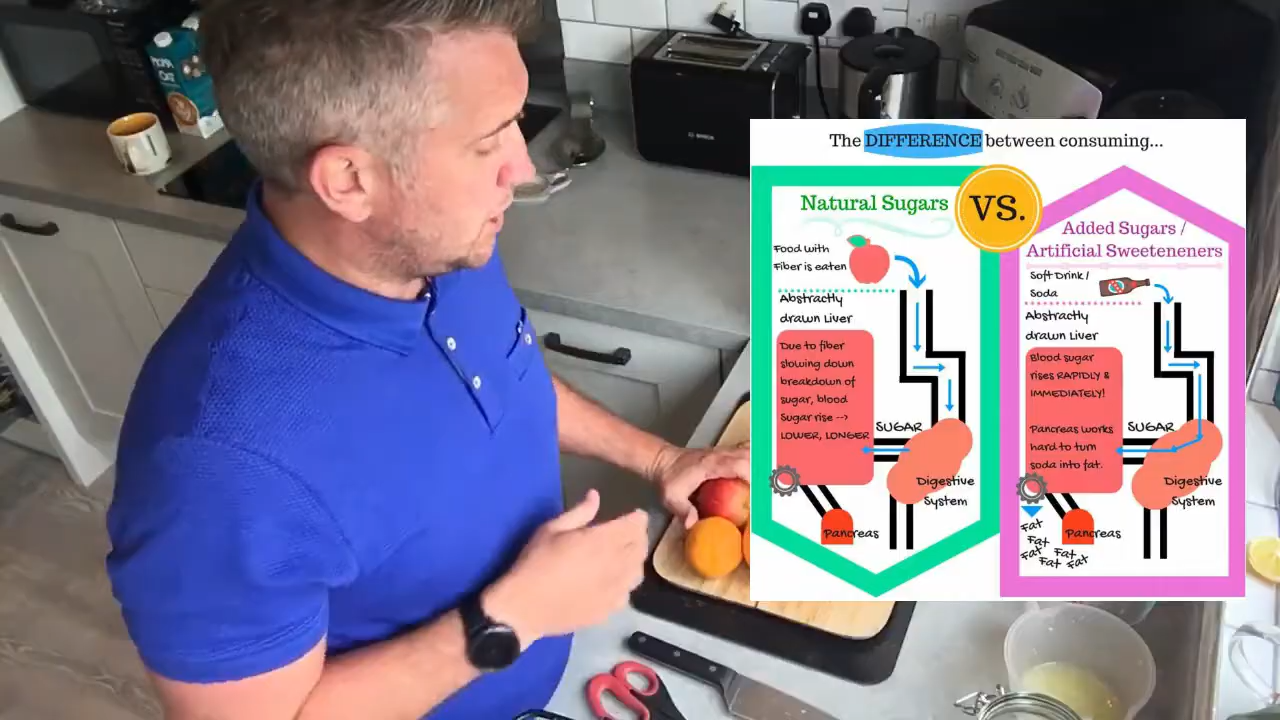 The DIFFERENCE between consuming...
VS.
Natural Sugars
Food with
Fiber is eaten
Abstractly
drawn Liver
Due to fiber
slowing down
breakdown of
sugar, blood
Sugar rise -->
LOWER, LONGER
SUGAR
Digestive
System
Pancreas
Added Sugars /
Artificial Sweeteneners
Soft Drink /
Soda
Abstractly
drawn Liver
Blood sugar
rises RAPIDLY &
IMMEDIATELY!
Pancreas works
hard to turn
soda into fat.
SUGAR
Digestive
System
Fat
Fat
Fat
Fat
Fat
Fat
Pancreas
BOSCH